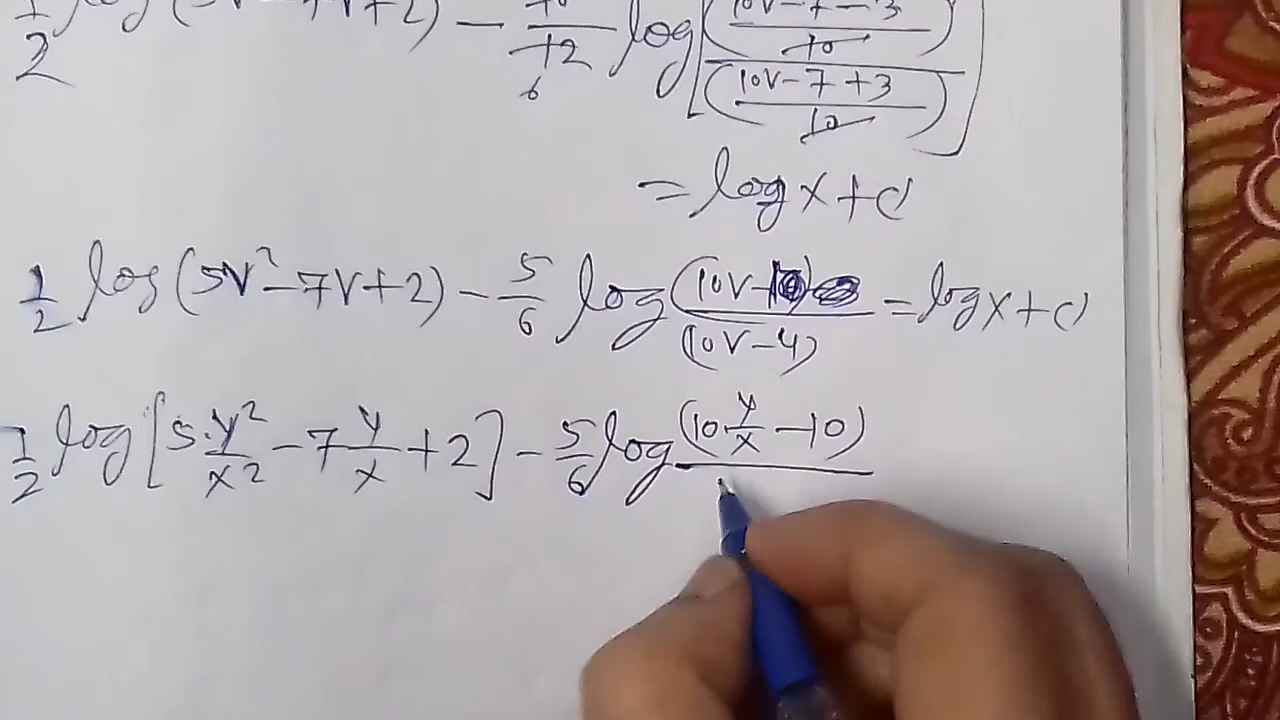 1/2 log(5v²-7v+2) - 10/12 6 log[((10v-7-3)/10)/((10v-7+3)/10)]
= log x + c
1/2 log(5v²-7v+2) - 5/6 log (10v-10)/(10v-4) = log x + c
1/2 log[5·y²/x² - 7 y/x + 2] - 5/6 log (10 y/x - 10)/